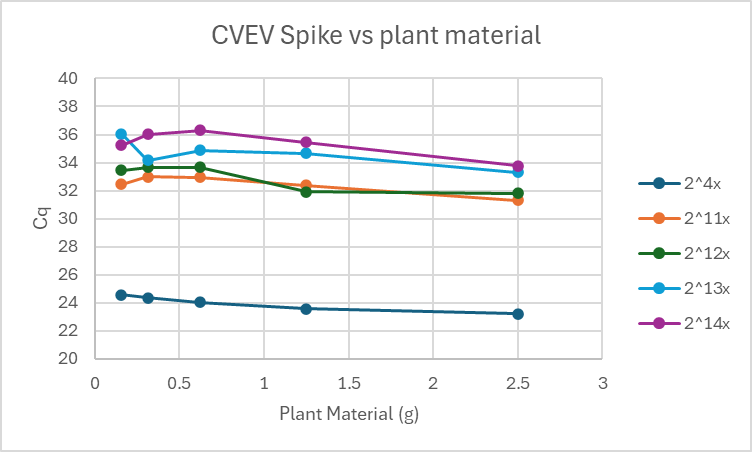 CVEV Spike vs plant material
40
38
36
34
32
30
28
26
24
22
20
Cq
0 0.5 1 1.5 2 2.5 3
Plant Material (g)
2^4x
2^11x
2^12x
2^13x
2^14x